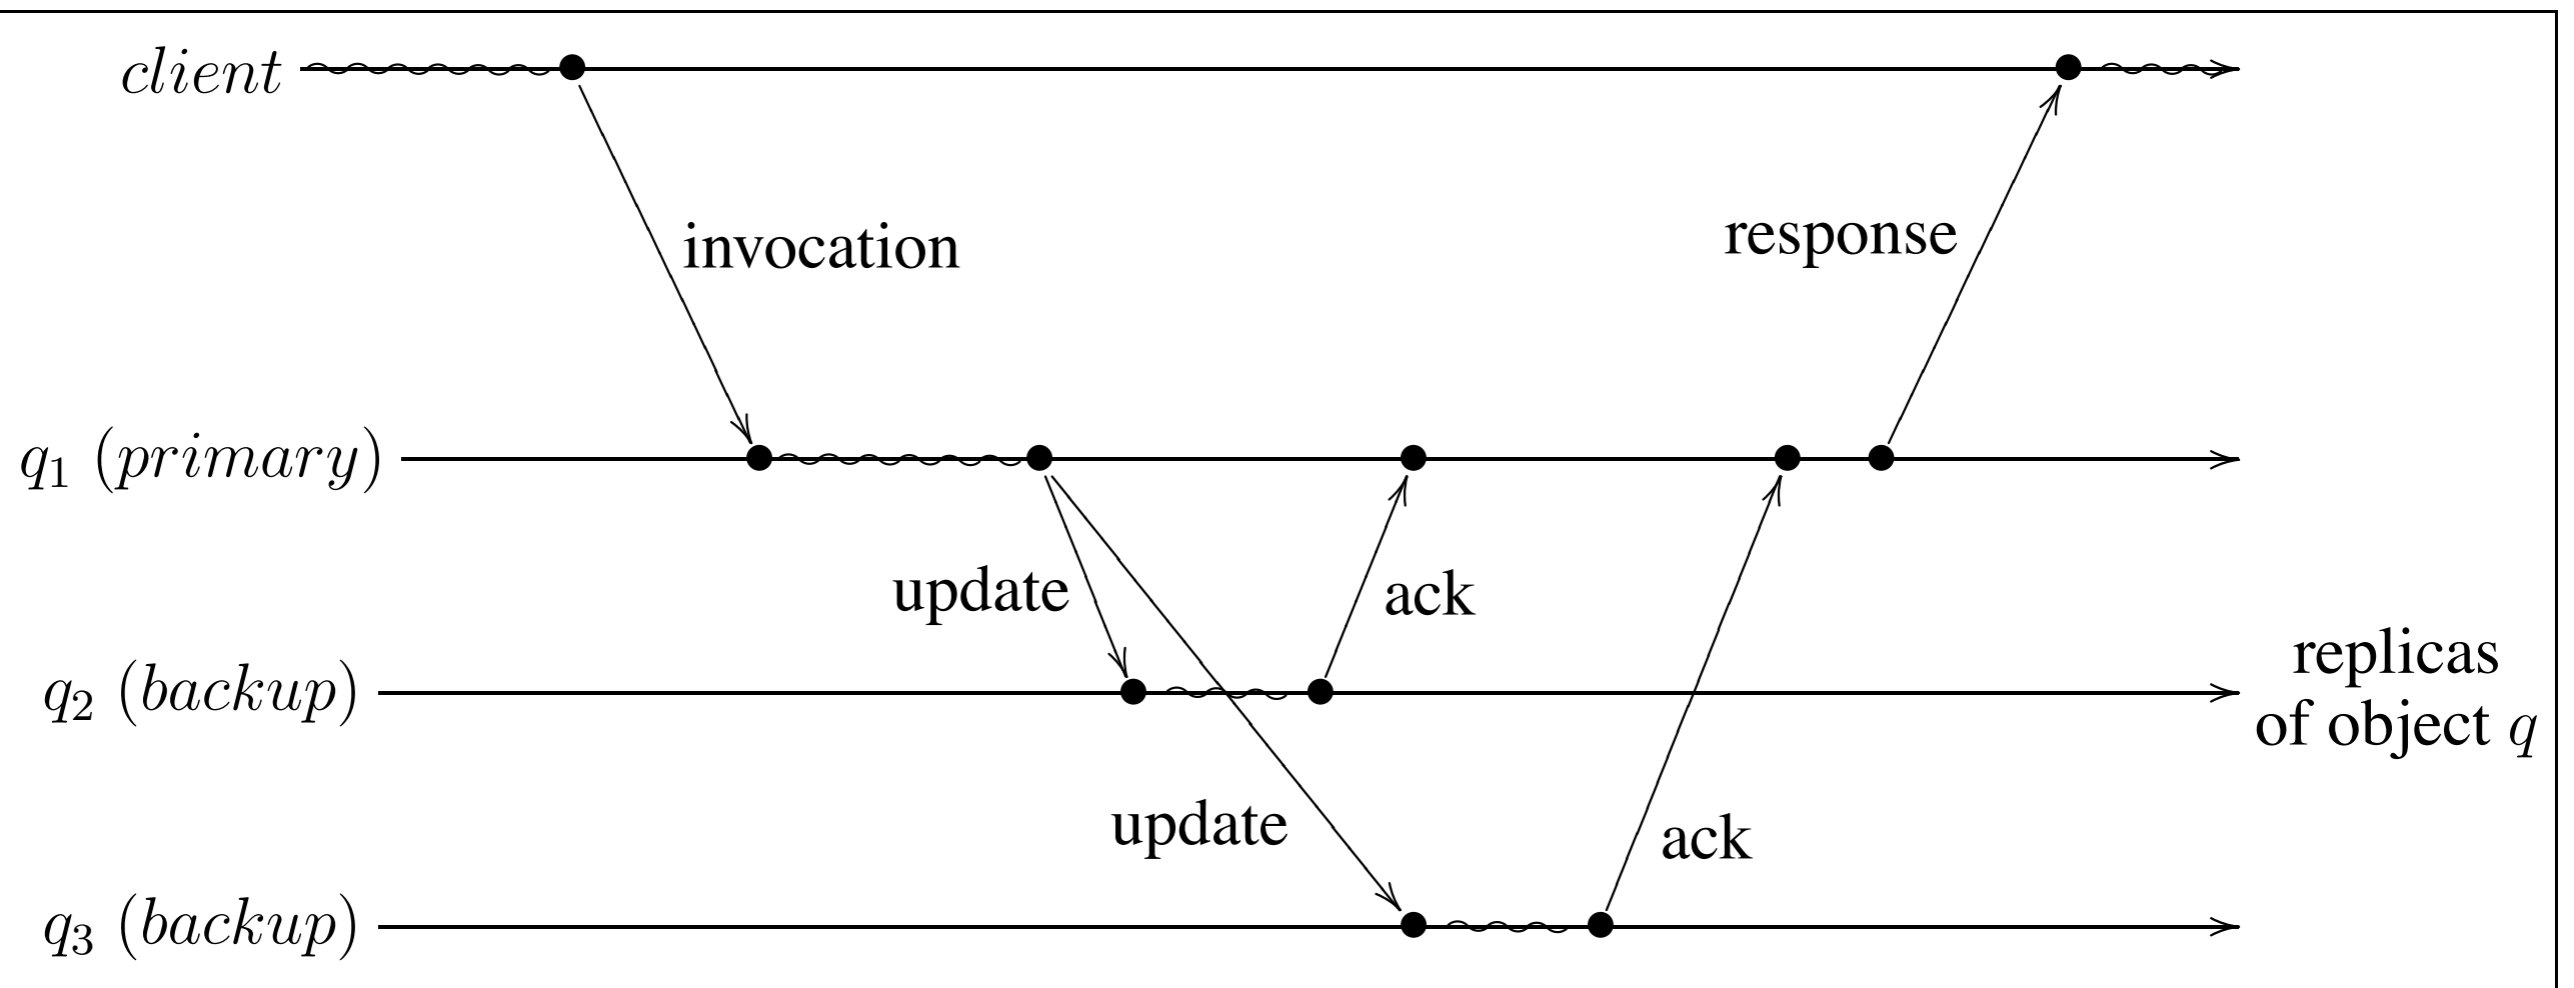 client
invocation
response
q₁ (primary)
update
ack
replicas
q₂ (backup)
of object q
update
ack
q₃ (backup)